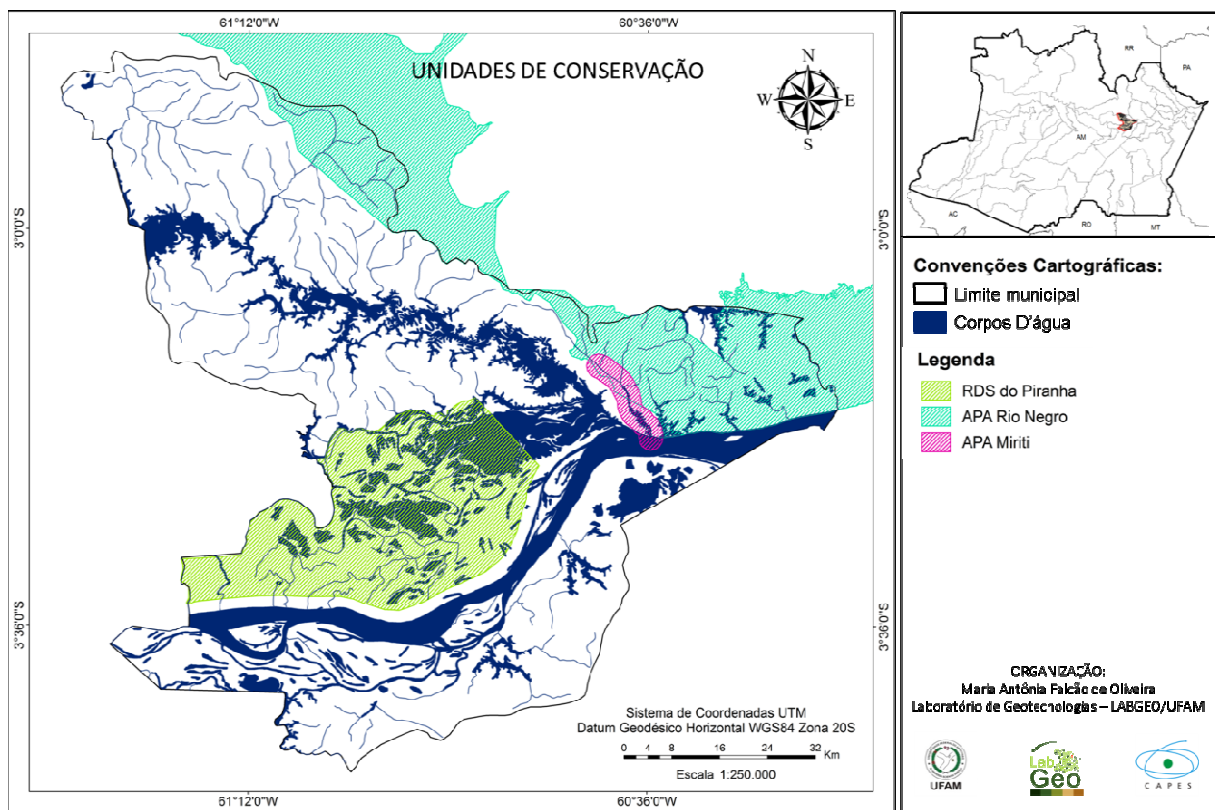 61°12'0"W
60°36'0"W
UNIDADES DE CONSERVAÇÃO
N
W
E
S
3°0'0"S
3°0'0"S
3°36'0"S
3°36'0"S
Sistema de Coordenadas UTM
Datum Geodésico Horizontal WGS84 Zona 20S
0 4 8 16 24 32
Km
Escala 1:250.000
61°12'0"W
60°36'0"W
RR
PA
AM
AC
RO
MT
Convenções Cartográficas:
Limite municipal
Corpos D'água
Legenda
RDS do Piranha
APA Rio Negro
APA Miriti
ORGANIZAÇÃO:
Maria Antônia Falcão de Oliveira
Laboratório de Geotecnologias – LABGEO/UFAM
UFAM
Lab
Geo
CAPES